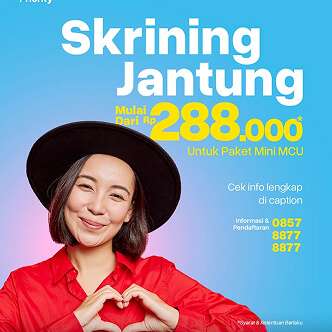 Priority
Skrining
Jantung
Mulai
Dari Rp 288.000*
Untuk Paket Mini MCU
Cek info lengkap
di caption
Informasi &
Pendaftaran
0857
8877
8877
*Syarat & Ketentuan Berlaku